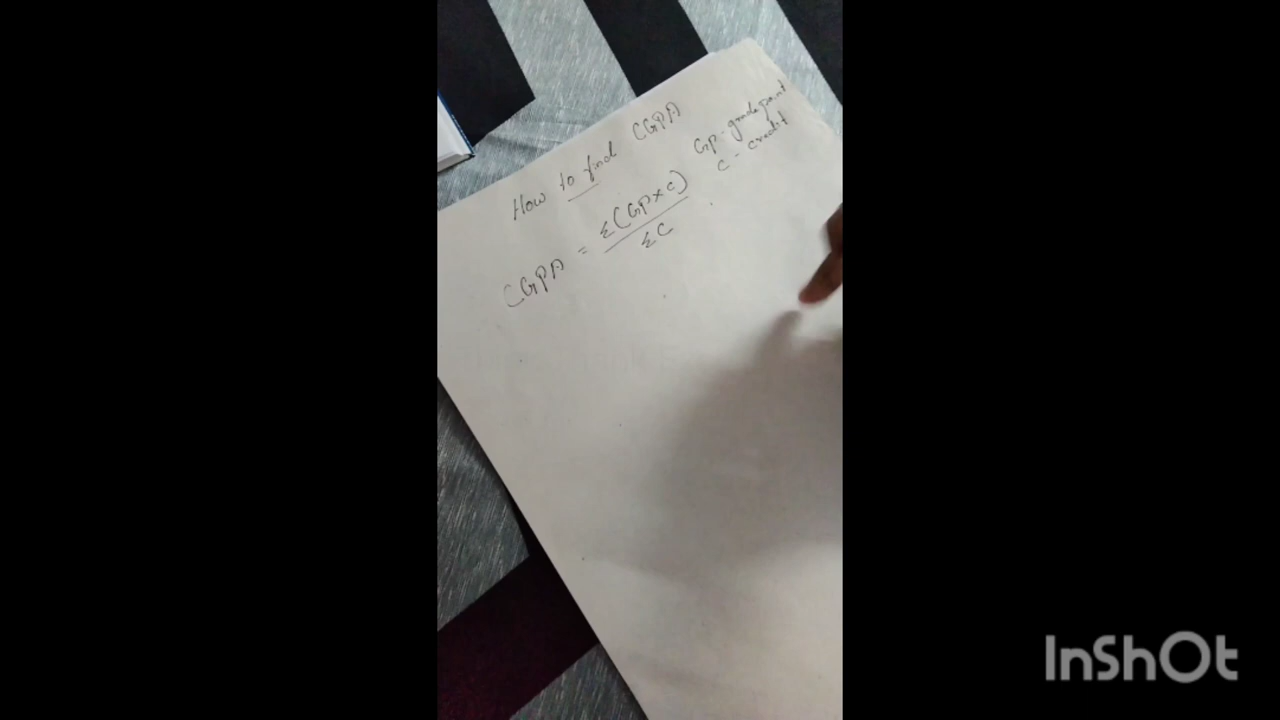 How to find CGPA
GP - grade point
C - credit
CGPA = Σ(GP×C)
ΣC
InShOt